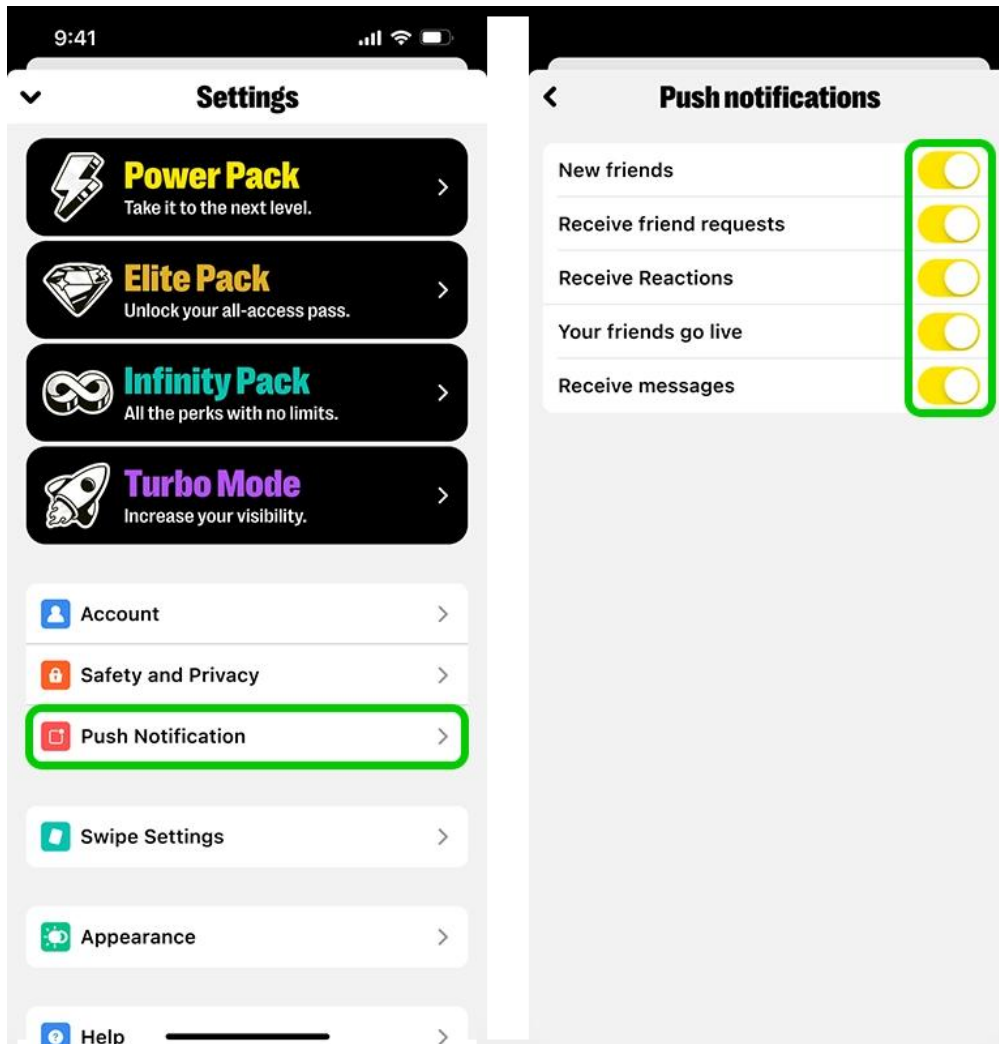 9:41
Settings
Power Pack
Take it to the next level.
Elite Pack
Unlock your all-access pass.
Infinity Pack
All the perks with no limits.
Turbo Mode
Increase your visibility.
Account
Safety and Privacy
Push Notification
Swipe Settings
Appearance
Help
Push notifications
New friends
Receive friend requests
Receive Reactions
Your friends go live
Receive messages